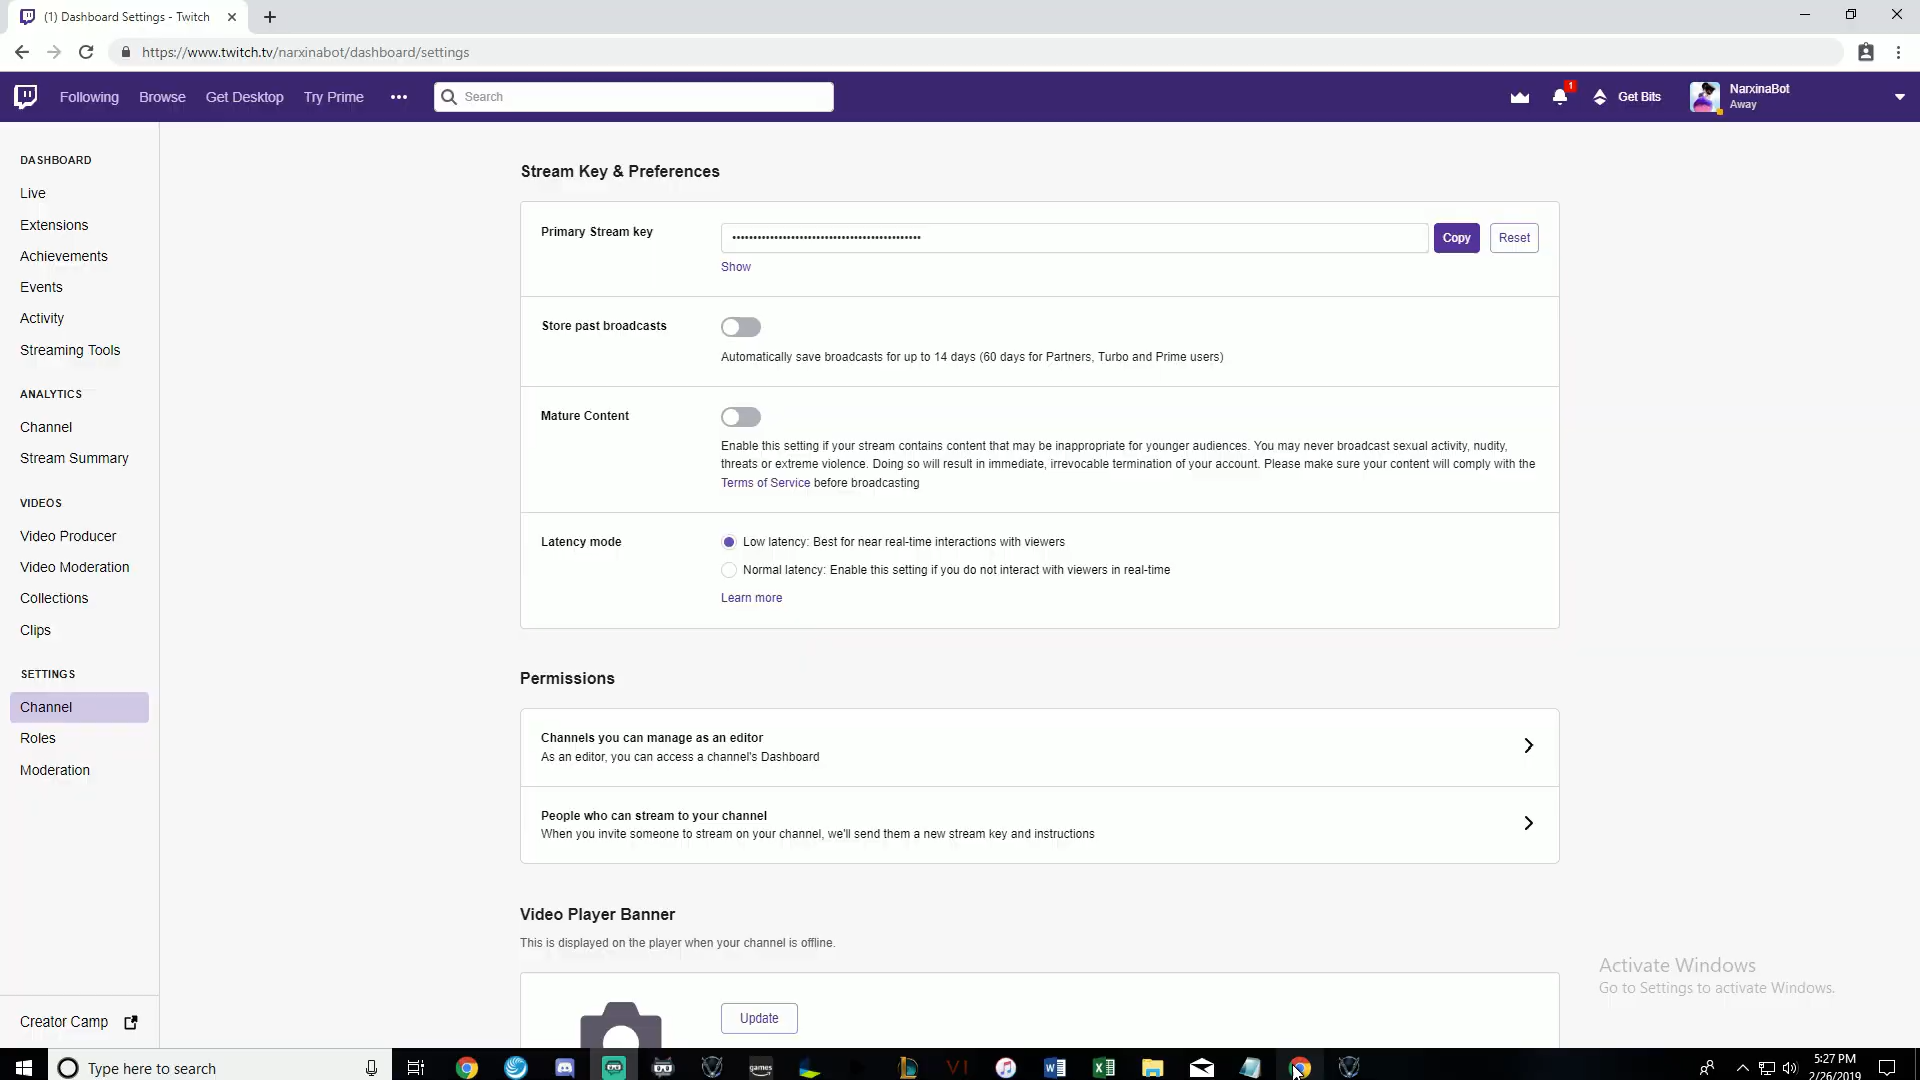 (1) Dashboard Settings - Twitch
https://www.twitch.tv/narxinabot/dashboard/settings
Following Browse Get Desktop Try Prime Search 1 Get Bits NarxinaBot
Away
DASHBOARD
Live
Extensions
Achievements
Events
Activity
Streaming Tools
ANALYTICS
Channel
Stream Summary
VIDEOS
Video Producer
Video Moderation
Collections
Clips
SETTINGS
Channel
Roles
Moderation
Creator Camp
Stream Key & Preferences
Primary Stream key Copy Reset
Show
Store past broadcasts
Automatically save broadcasts for up to 14 days (60 days for Partners, Turbo and Prime users)
Mature Content
Enable this setting if your stream contains content that may be inappropriate for younger audiences. You may never broadcast sexual activity, nudity,
threats or extreme violence. Doing so will result in immediate, irrevocable termination of your account. Please make sure your content will comply with the
Terms of Service before broadcasting
Latency mode Low latency: Best for near real-time interactions with viewers
Normal latency: Enable this setting if you do not interact with viewers in real-time
Learn more
Permissions
Channels you can manage as an editor
As an editor, you can access a channel's Dashboard
People who can stream to your channel
When you invite someone to stream on your channel, we'll send them a new stream key and instructions
Video Player Banner
This is displayed on the player when your channel is offline.
Update
Activate Windows
Go to Settings to activate Windows.
Type here to search
games
VI
5:27 PM
2/26/2019